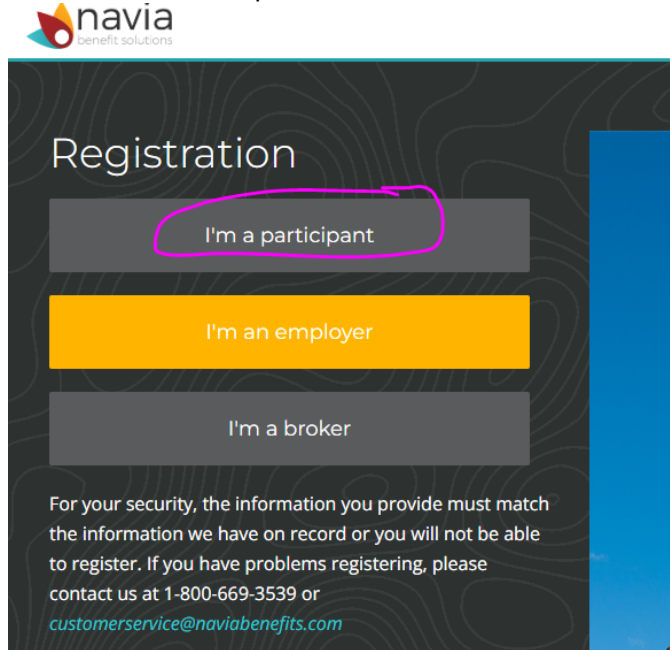 navia
benefit solutions
Registration
I'm a participant
I'm an employer
I'm a broker
For your security, the information you provide must match
the information we have on record or you will not be able
to register. If you have problems registering, please
contact us at 1-800-669-3539 or
customerservice@naviabenefits.com